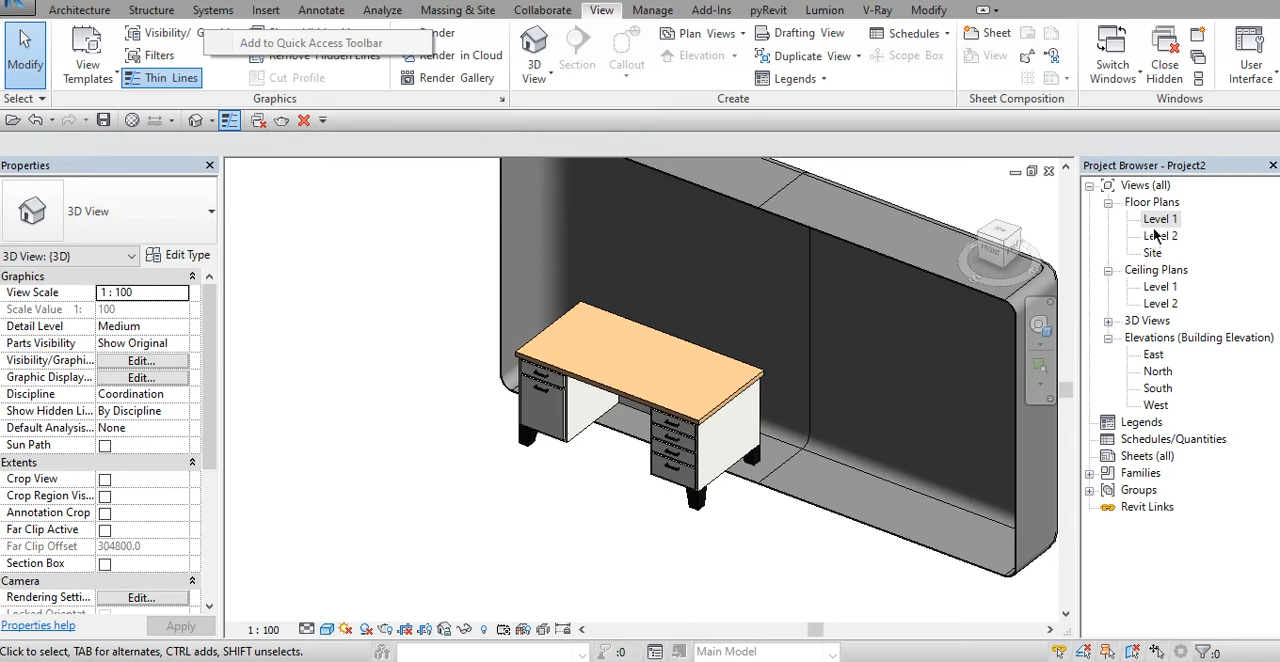 Architecture Structure Systems Insert Annotate Analyze Massing & Site Collaborate View Manage Add-Ins pyRevit Lumion V-Ray Modify
Modify
Select
View
Templates
Visibility/
Filters
Thin Lines
Add to Quick Access Toolbar
Remove Hidden Lines
Cut Profile
Graphics
Render
Render in Cloud
Render Gallery
3D
View
Section
Callout
Plan Views
Elevation
Drafting View
Duplicate View
Legends
Schedules
Scope Box
Create
Sheet
View
Sheet Composition
Switch
Windows
Close
Hidden
User
Interface
Windows
Properties
3D View
3D View: {3D} Edit Type
Graphics
View Scale 1 : 100
Scale Value 1: 100
Detail Level Medium
Parts Visibility Show Original
Visibility/Graphi... Edit...
Graphic Display... Edit...
Discipline Coordination
Show Hidden Li... By Discipline
Default Analysis... None
Sun Path
Extents
Crop View
Crop Region Vis...
Annotation Crop
Far Clip Active
Far Clip Offset 304800.0
Section Box
Camera
Rendering Setti... Edit...
Properties help Apply
FRONT
1 : 100
Project Browser - Project2
Views (all)
Floor Plans
Level 1
Level 2
Site
Ceiling Plans
Level 1
Level 2
3D Views
Elevations (Building Elevation)
East
North
South
West
Legends
Schedules/Quantities
Sheets (all)
Families
Groups
Revit Links
Click to select, TAB for alternates, CTRL adds, SHIFT unselects.
:0
Main Model
:0